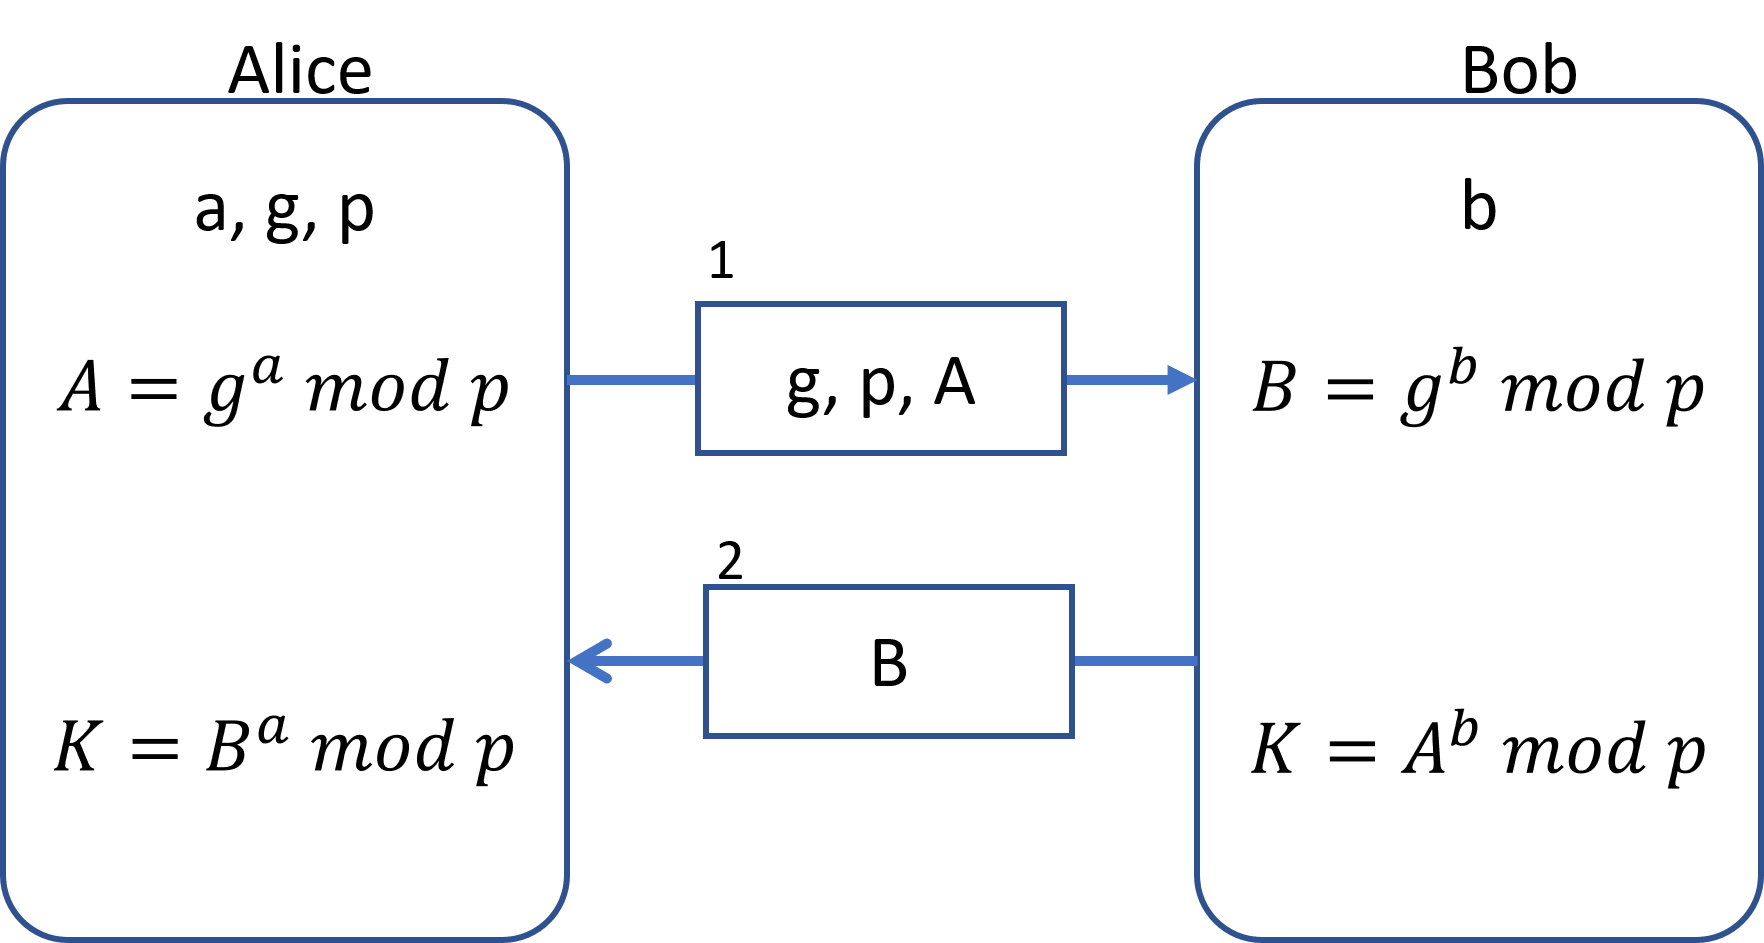 Alice
Bob
a, g, p
b
1
A = g^a mod p
g, p, A
B = g^b mod p
2
B
K = B^a mod p
K = A^b mod p